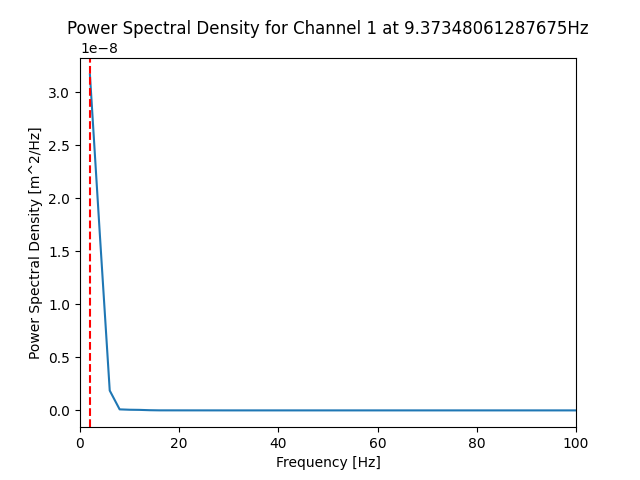 Power Spectral Density for Channel 1 at 9.37348061287675Hz
1e−8
3.0
2.5
2.0
1.5
1.0
0.5
0.0
Power Spectral Density [m^2/Hz]
0 20 40 60 80 100
Frequency [Hz]